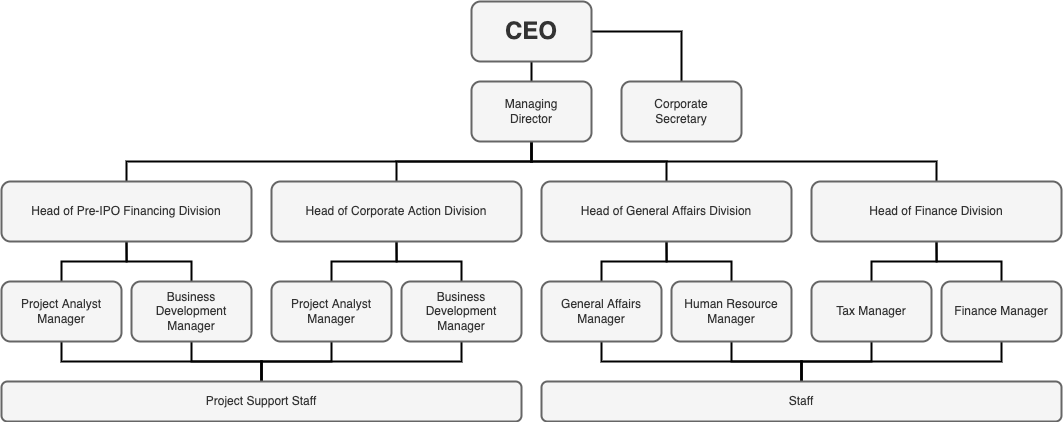 CEO
Managing
Director
Corporate
Secretary
Head of Pre-IPO Financing Division
Head of Corporate Action Division
Head of General Affairs Division
Head of Finance Division
Project Analyst
Manager
Business
Development
Manager
Project Analyst
Manager
Business
Development
Manager
General Affairs
Manager
Human Resource
Manager
Tax Manager
Finance Manager
Project Support Staff
Staff